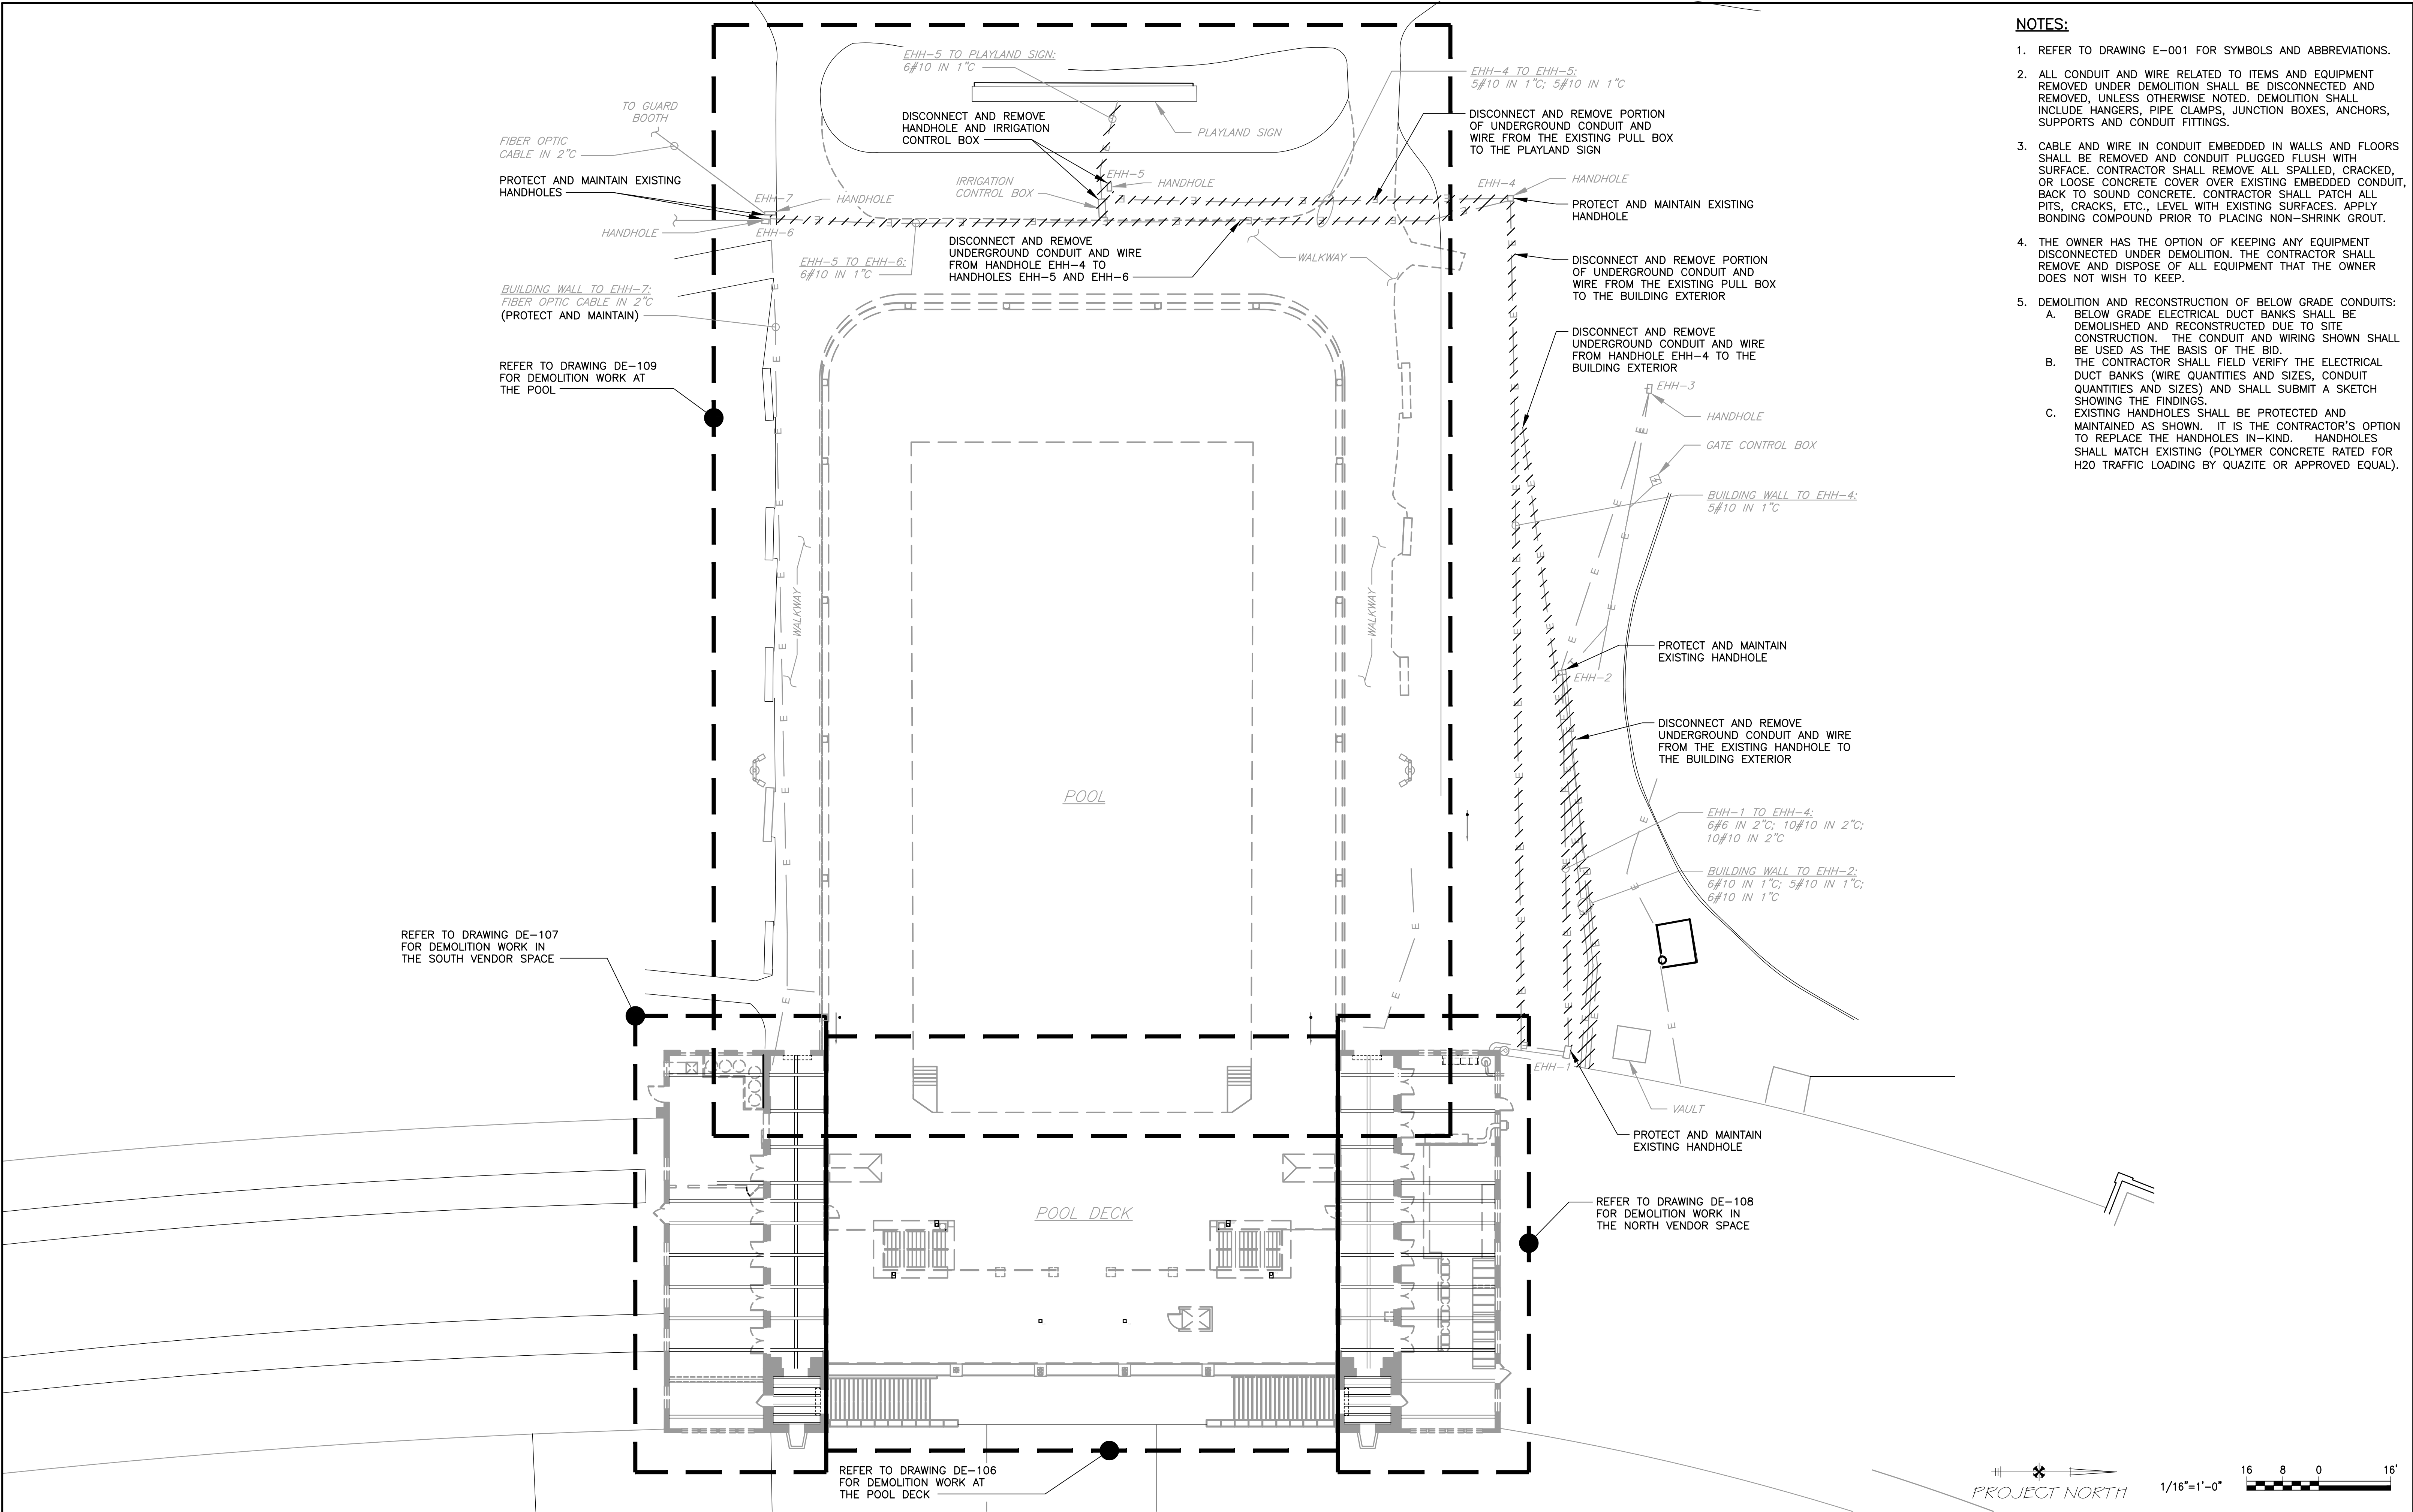 NOTES:
1. REFER TO DRAWING E-001 FOR SYMBOLS AND ABBREVIATIONS.
2. ALL CONDUIT AND WIRE RELATED TO ITEMS AND EQUIPMENT
REMOVED UNDER DEMOLITION SHALL BE DISCONNECTED AND
REMOVED, UNLESS OTHERWISE NOTED. DEMOLITION SHALL
INCLUDE HANGERS, PIPE CLAMPS, JUNCTION BOXES, ANCHORS,
SUPPORTS AND CONDUIT FITTINGS.
3. CABLE AND WIRE IN CONDUIT EMBEDDED IN WALLS AND FLOORS
SHALL BE REMOVED AND CONDUIT PLUGGED FLUSH WITH
SURFACE. CONTRACTOR SHALL REMOVE ALL SPALLED, CRACKED,
OR LOOSE CONCRETE COVER OVER EXISTING EMBEDDED CONDUIT,
BACK TO SOUND CONCRETE. CONTRACTOR SHALL PATCH ALL
PITS, CRACKS, ETC., LEVEL WITH EXISTING SURFACES. APPLY
BONDING COMPOUND PRIOR TO PLACING NON-SHRINK GROUT.
4. THE OWNER HAS THE OPTION OF KEEPING ANY EQUIPMENT
DISCONNECTED UNDER DEMOLITION. THE CONTRACTOR SHALL
REMOVE AND DISPOSE OF ALL EQUIPMENT THAT THE OWNER
DOES NOT WISH TO KEEP.
5. DEMOLITION AND RECONSTRUCTION OF BELOW GRADE CONDUITS:
A. BELOW GRADE ELECTRICAL DUCT BANKS SHALL BE
DEMOLISHED AND RECONSTRUCTED DUE TO SITE
CONSTRUCTION. THE CONDUIT AND WIRING SHOWN SHALL
BE USED AS THE BASIS OF THE BID.
B. THE CONTRACTOR SHALL FIELD VERIFY THE ELECTRICAL
DUCT BANKS (WIRE QUANTITIES AND SIZES, CONDUIT
QUANTITIES AND SIZES) AND SHALL SUBMIT A SKETCH
SHOWING THE FINDINGS.
C. EXISTING HANDHOLES SHALL BE PROTECTED AND
MAINTAINED AS SHOWN. IT IS THE CONTRACTOR'S OPTION
TO REPLACE THE HANDHOLES IN-KIND. HANDHOLES
SHALL MATCH EXISTING (POLYMER CONCRETE RATED FOR
H20 TRAFFIC LOADING BY QUAZITE OR APPROVED EQUAL).
EHH-5 TO PLAYLAND SIGN:
6#10 IN 1"C
DISCONNECT AND REMOVE
HANDHOLE AND IRRIGATION
CONTROL BOX
PLAYLAND SIGN
EHH-4 TO EHH-5:
5#10 IN 1"C; 5#10 IN 1"C
DISCONNECT AND REMOVE PORTION
OF UNDERGROUND CONDUIT AND
WIRE FROM THE EXISTING PULL BOX
TO THE PLAYLAND SIGN
TO GUARD
BOOTH
FIBER OPTIC
CABLE IN 2"C
PROTECT AND MAINTAIN EXISTING
HANDHOLES
EHH-7
HANDHOLE
HANDHOLE
EHH-6
IRRIGATION
CONTROL BOX
EHH-5
HANDHOLE
EHH-4
HANDHOLE
PROTECT AND MAINTAIN EXISTING
HANDHOLE
EHH-5 TO EHH-6:
6#10 IN 1"C
DISCONNECT AND REMOVE
UNDERGROUND CONDUIT AND WIRE
FROM HANDHOLE EHH-4 TO
HANDHOLES EHH-5 AND EHH-6
WALKWAY
DISCONNECT AND REMOVE PORTION
OF UNDERGROUND CONDUIT AND
WIRE FROM THE EXISTING PULL BOX
TO THE BUILDING EXTERIOR
BUILDING WALL TO EHH-7:
FIBER OPTIC CABLE IN 2"C
(PROTECT AND MAINTAIN)
DISCONNECT AND REMOVE
UNDERGROUND CONDUIT AND WIRE
FROM HANDHOLE EHH-4 TO THE
BUILDING EXTERIOR
REFER TO DRAWING DE-109
FOR DEMOLITION WORK AT
THE POOL
EHH-3
HANDHOLE
GATE CONTROL BOX
BUILDING WALL TO EHH-4:
5#10 IN 1"C
WALKWAY
WALKWAY
PROTECT AND MAINTAIN
EXISTING HANDHOLE
EHH-2
DISCONNECT AND REMOVE
UNDERGROUND CONDUIT AND WIRE
FROM THE EXISTING HANDHOLE TO
THE BUILDING EXTERIOR
POOL
EHH-1 TO EHH-4:
6#6 IN 2"C; 10#10 IN 2"C;
10#10 IN 2"C
BUILDING WALL TO EHH-2:
6#10 IN 1"C; 5#10 IN 1"C;
6#10 IN 1"C
REFER TO DRAWING DE-107
FOR DEMOLITION WORK IN
THE SOUTH VENDOR SPACE
EHH-1
VAULT
PROTECT AND MAINTAIN
EXISTING HANDHOLE
POOL DECK
REFER TO DRAWING DE-108
FOR DEMOLITION WORK IN
THE NORTH VENDOR SPACE
REFER TO DRAWING DE-106
FOR DEMOLITION WORK AT
THE POOL DECK
PROJECT NORTH
1/16"=1'-0"
16 8 0 16'